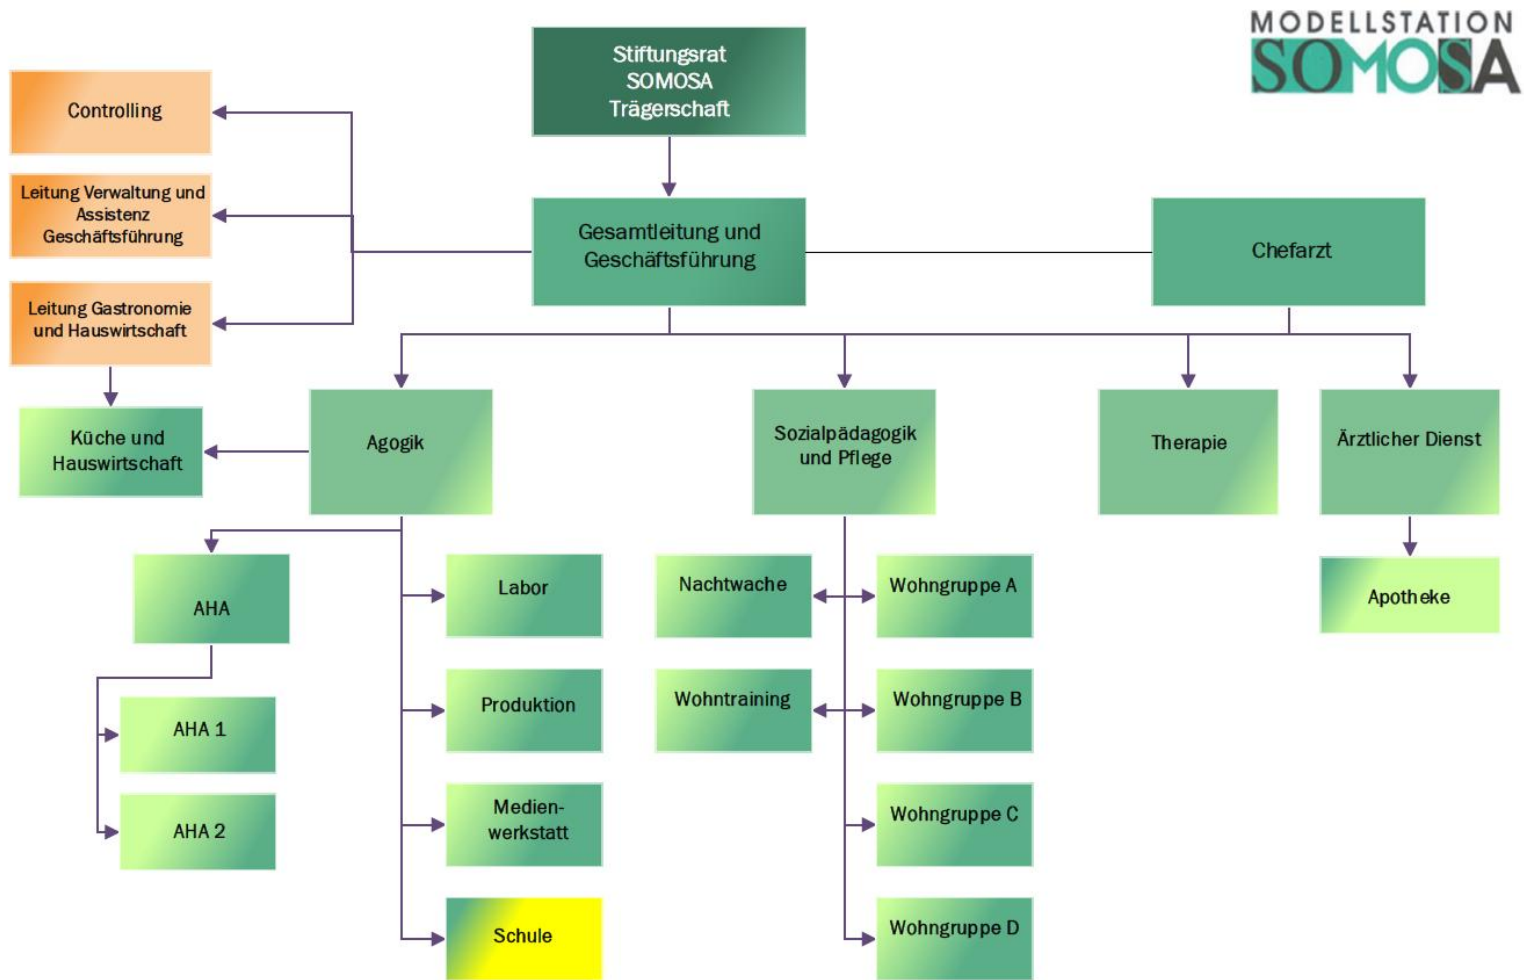 MODELLSTATION
SOMOSA
Stiftungsrat
SOMOSA
Trägerschaft
Controlling
Leitung Verwaltung und
Assistenz
Geschäftsführung
Gesamtleitung und
Geschäftsführung
Chefarzt
Leitung Gastronomie
und Hauswirtschaft
Küche und
Hauswirtschaft
Agogik
Sozialpädagogik
und Pflege
Therapie
Ärztlicher Dienst
AHA
Labor
Nachtwache
Wohngruppe A
Apotheke
AHA 1
Produktion
Wohntraining
Wohngruppe B
AHA 2
Medien-
werkstatt
Wohngruppe C
Schule
Wohngruppe D